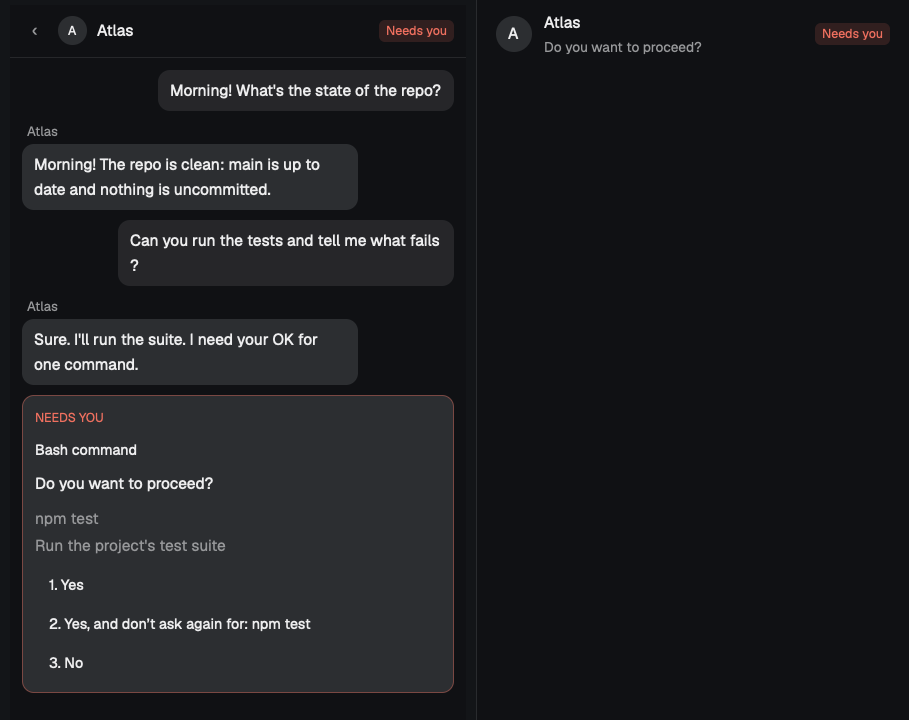 ‹ A Atlas Needs you
Morning! What's the state of the repo?
Atlas
Morning! The repo is clean: main is up to
date and nothing is uncommitted.
Can you run the tests and tell me what fails
?
Atlas
Sure. I'll run the suite. I need your OK for
one command.
NEEDS YOU
Bash command
Do you want to proceed?
npm test
Run the project's test suite
1. Yes
2. Yes, and don’t ask again for: npm test
3. No
A Atlas Needs you
Do you want to proceed?